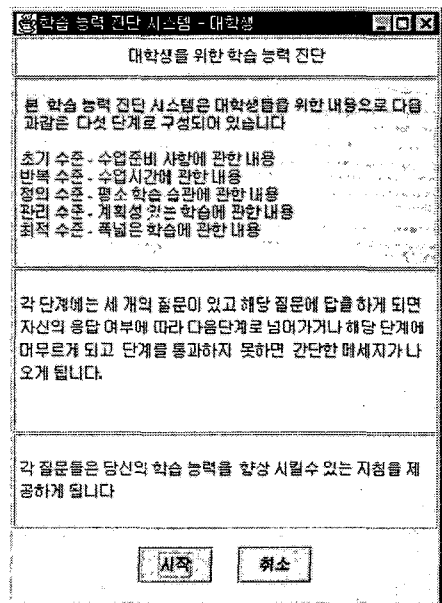 학습 능력 진단 시스템 - 대학생
대학생을 위한 학습 능력 진단
본 학습 능력 진단 시스템은 대학생들을 위한 내용으로 다음
과같은 다섯 단계로 구성되어 있습니다
초기 수준 - 수업준비 사항에 관한 내용
반복 수준 - 수업시간에 관한 내용
정의 수준 - 평소 학습 습관에 관한 내용
관리 수준 - 계획성 있는 학습에 관한 내용
최적 수준 - 폭넓은 학습에 관한 내용
각 단계에는 세 개의 질문이 있고 해당 질문에 답을 하게 되면
자신의 응답 여부에 따라 다음단계로 넘어가거나 해당 단계에
머무르게 되고 단계를 통과하지 못하면 간단한 메세지가 나
오게 됩니다.
각 질문들은 당신의 학습 능력을 향상 시킬수 있는 지침을 제
공하게 됩니다
시작 취소